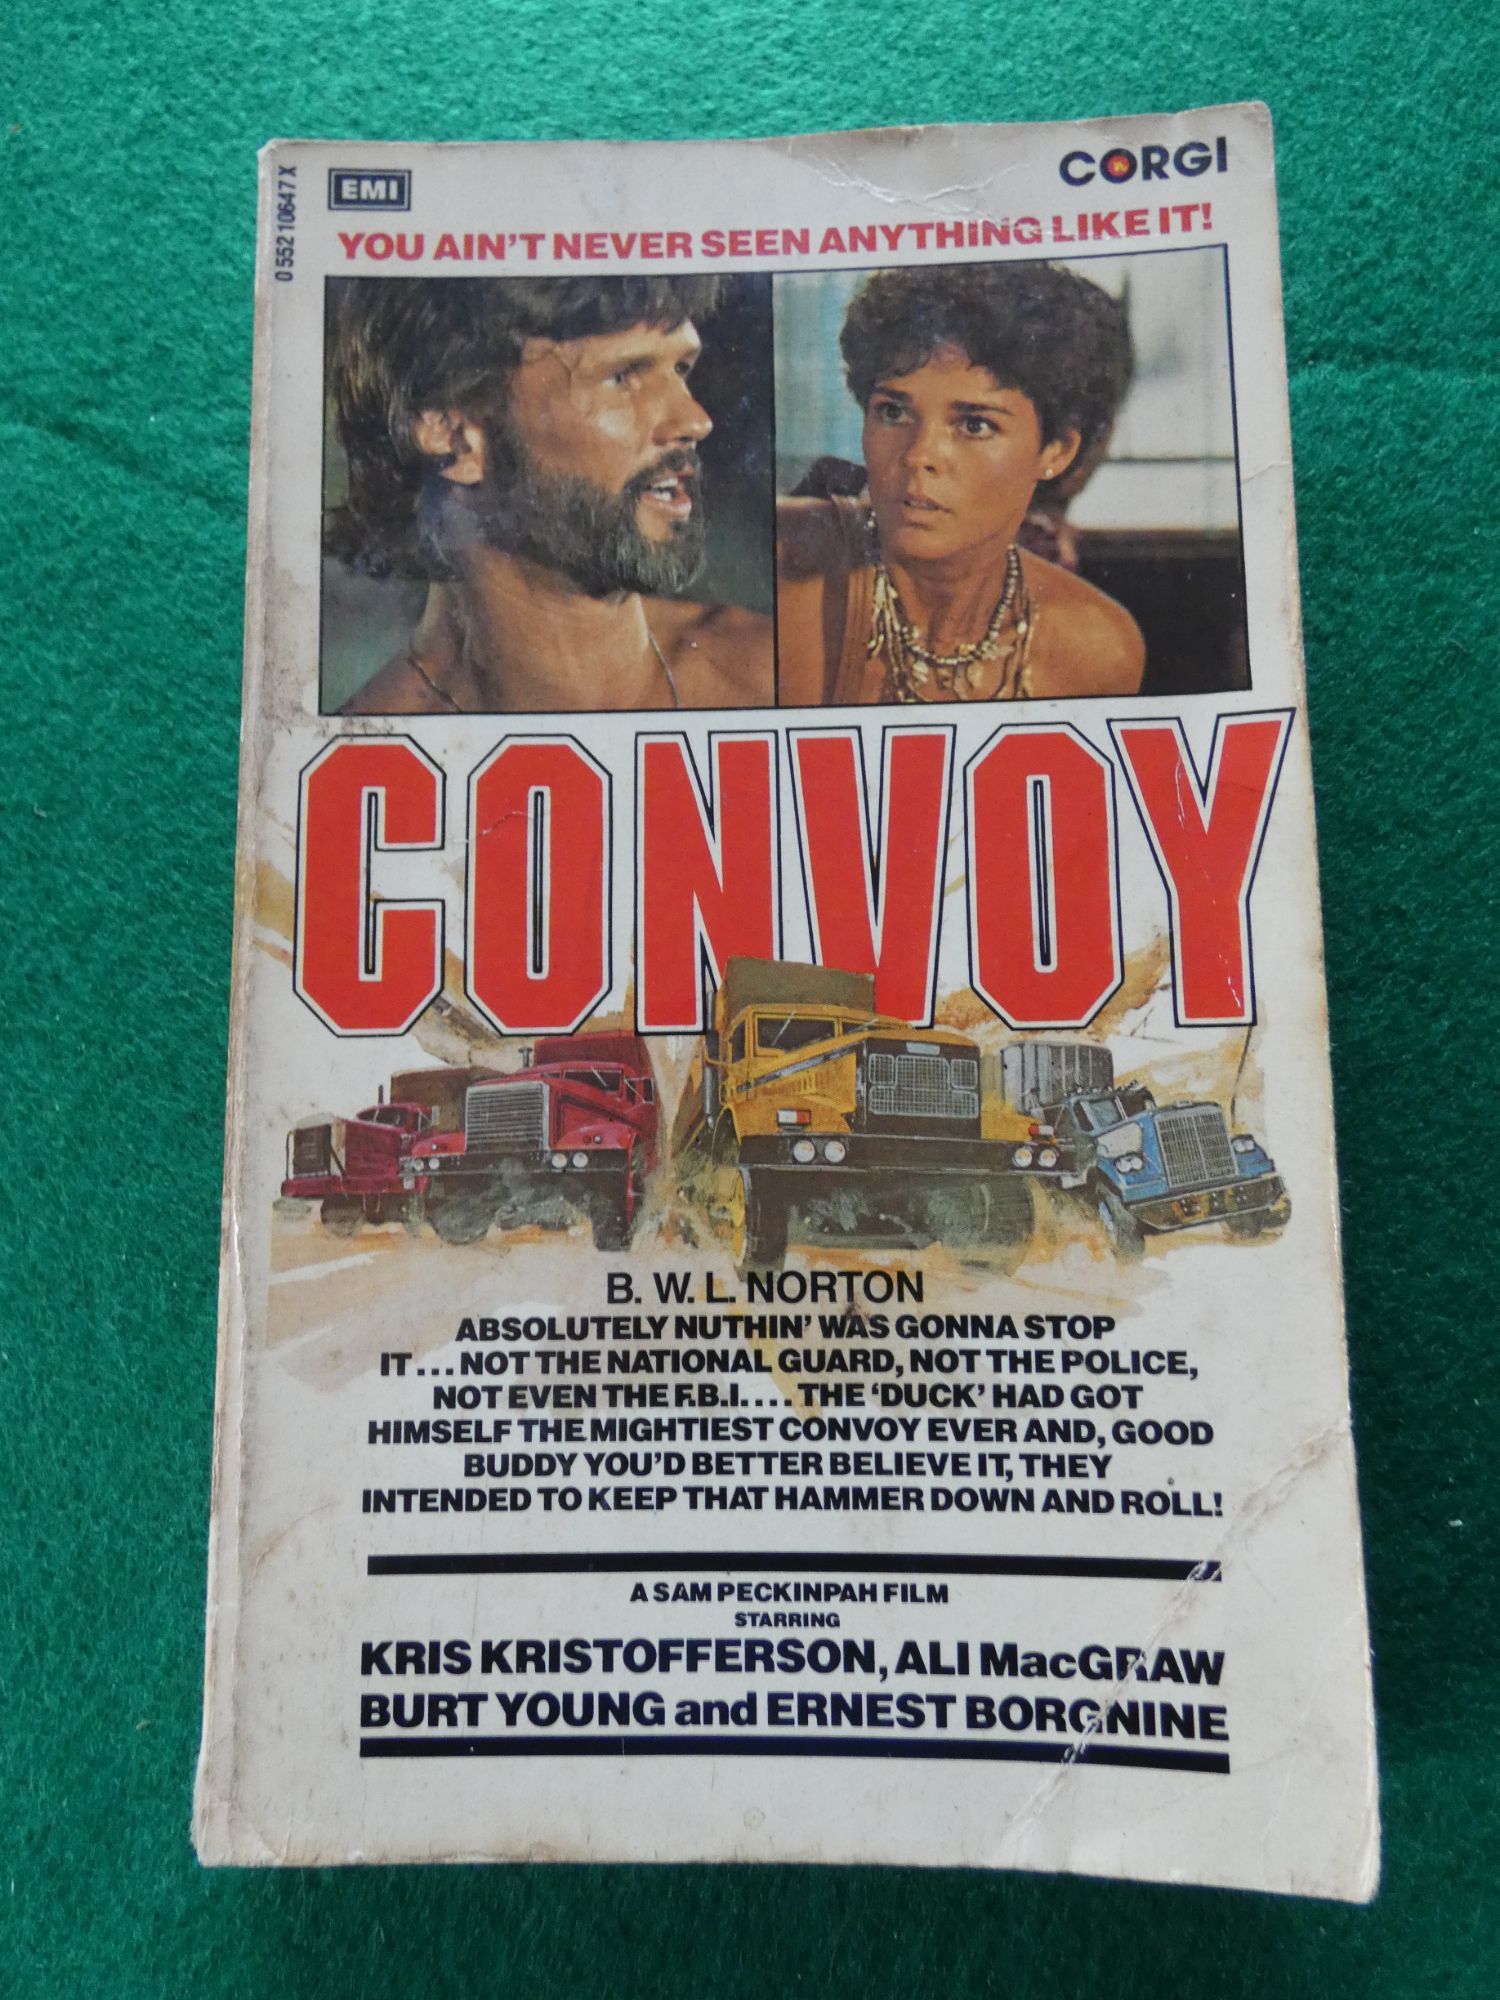 0 552 10647 X
EMI
CORGI
YOU AIN'T NEVER SEEN ANYTHING LIKE IT!
CONVOY
B. W. L. NORTON
ABSOLUTELY NUTHIN' WAS GONNA STOP
IT...NOT THE NATIONAL GUARD, NOT THE POLICE,
NOT EVEN THE F.B.I.... THE 'DUCK' HAD GOT
HIMSELF THE MIGHTIEST CONVOY EVER AND, GOOD
BUDDY YOU'D BETTER BELIEVE IT, THEY
INTENDED TO KEEP THAT HAMMER DOWN AND ROLL!
A SAM PECKINPAH FILM
STARRING
KRIS KRISTOFFERSON, ALI MacGRAW
BURT YOUNG and ERNEST BORGNINE